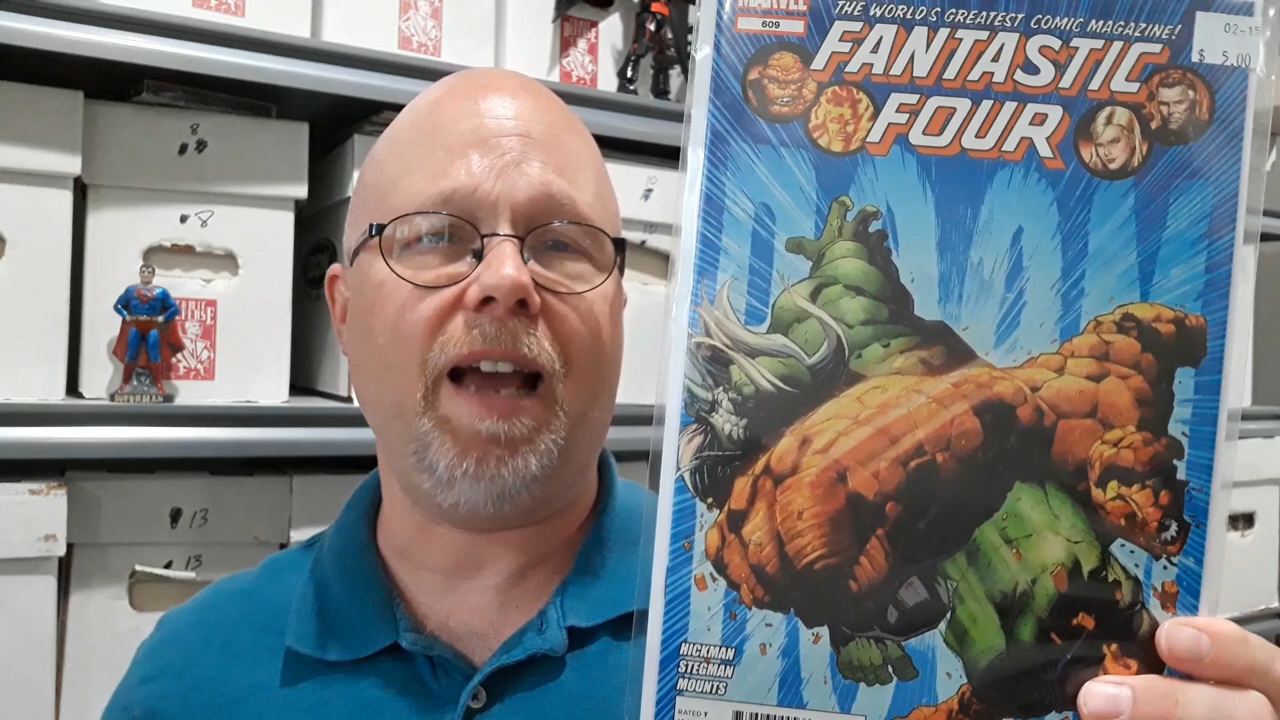 MARVEL
609
THE WORLD'S GREATEST COMIC MAGAZINE!
FANTASTIC
FOUR
02-15
$ 5.00
HICKMAN
STEGMAN
MOUNTS
RATED T
8
8
10
13
13
SUPERMAN